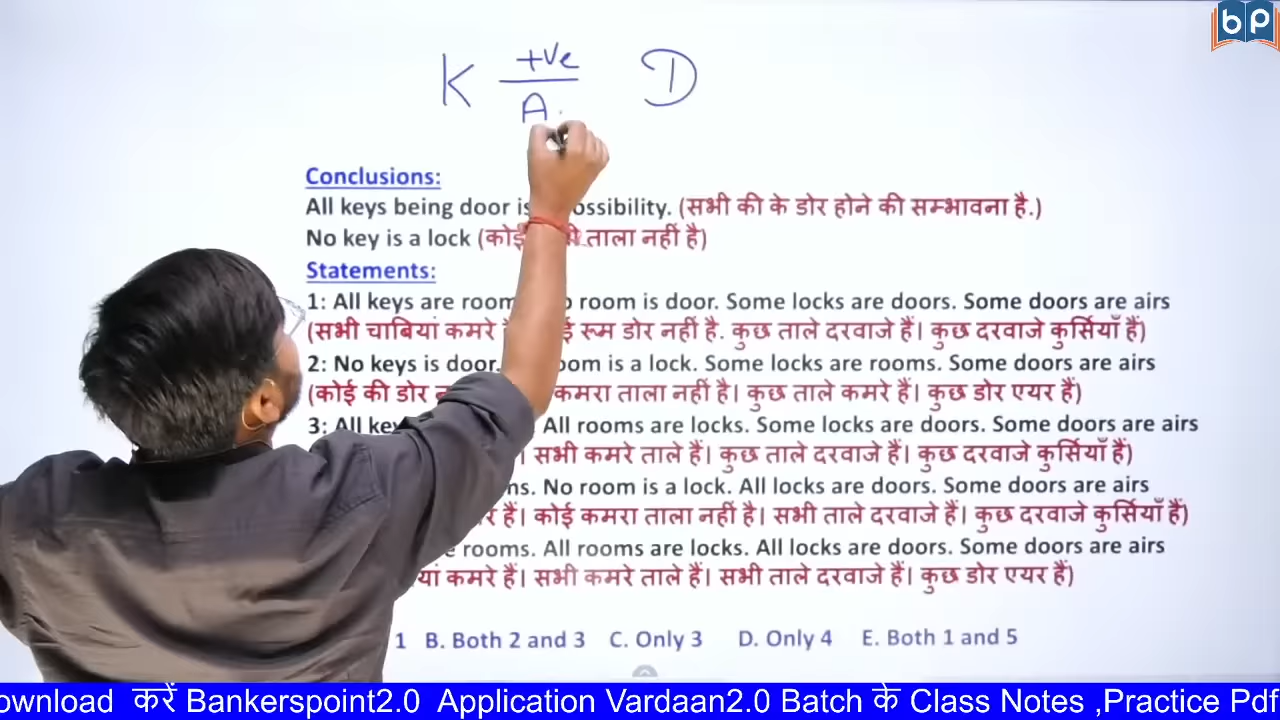 bp
K +ve D
A
Conclusions:
All keys being door is possibility. (सभी की के डोर होने की सम्भावना है.)
No key is a lock (कोई ताला नहीं है)
Statements:
1: All keys are room room is door. Some locks are doors. Some doors are airs
(सभी चाबियां कमरे रूम डोर नहीं है. कुछ ताले दरवाजे हैं। कुछ दरवाजे कुर्सियाँ हैं)
2: No keys is door. is a lock. Some locks are rooms. Some doors are airs
(कोई की डोर कमरा ताला नहीं है। कुछ ताले कमरे हैं। कुछ डोर एयर हैं)
3: All All rooms are locks. Some locks are doors. Some doors are airs
सभी कमरे ताले हैं। कुछ ताले दरवाजे हैं। कुछ दरवाजे कुर्सियाँ हैं)
No room is a lock. All locks are doors. Some doors are airs
हैं। कोई कमरा ताला नहीं है। सभी ताले दरवाजे हैं। कुछ दरवाजे कुर्सियाँ हैं)
rooms. All rooms are locks. All locks are doors. Some doors are airs
कमरे हैं। सभी कमरे ताले हैं। सभी ताले दरवाजे हैं। कुछ डोर एयर हैं)
1 B. Both 2 and 3 C. Only 3 D. Only 4 E. Both 1 and 5
ownload करें Bankerspoint2.0 Application Vardaan2.0 Batch के Class Notes ,Practice Pdf